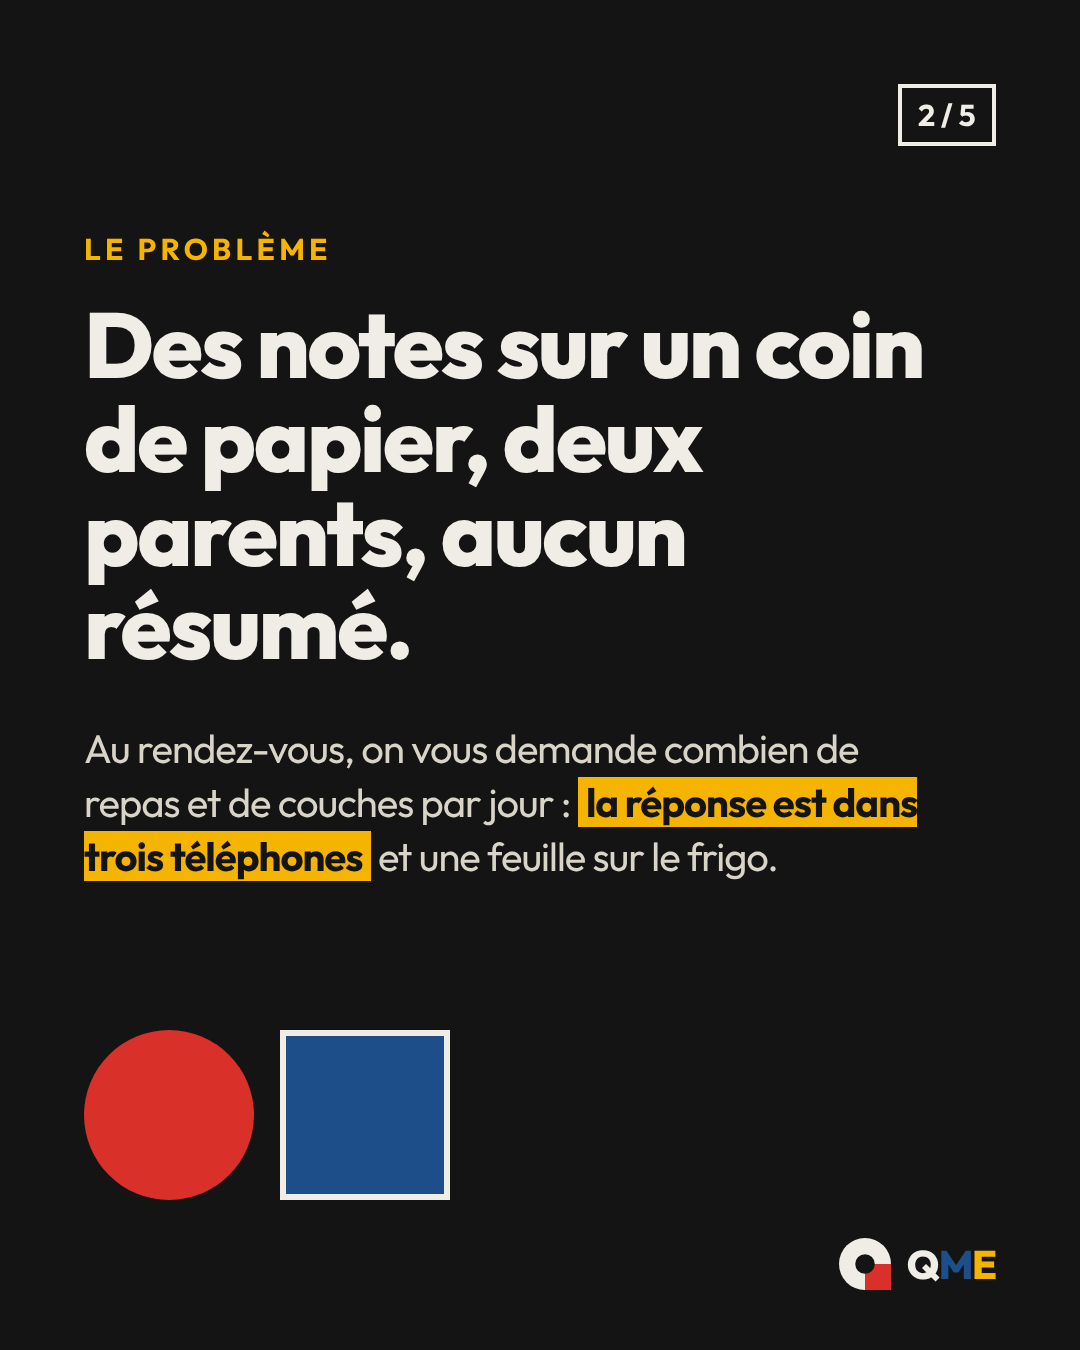 2 / 5
LE PROBLÈME
Des notes sur un coin
de papier, deux
parents, aucun
résumé.
Au rendez-vous, on vous demande combien de
repas et de couches par jour : la réponse est dans
trois téléphones et une feuille sur le frigo.
QME